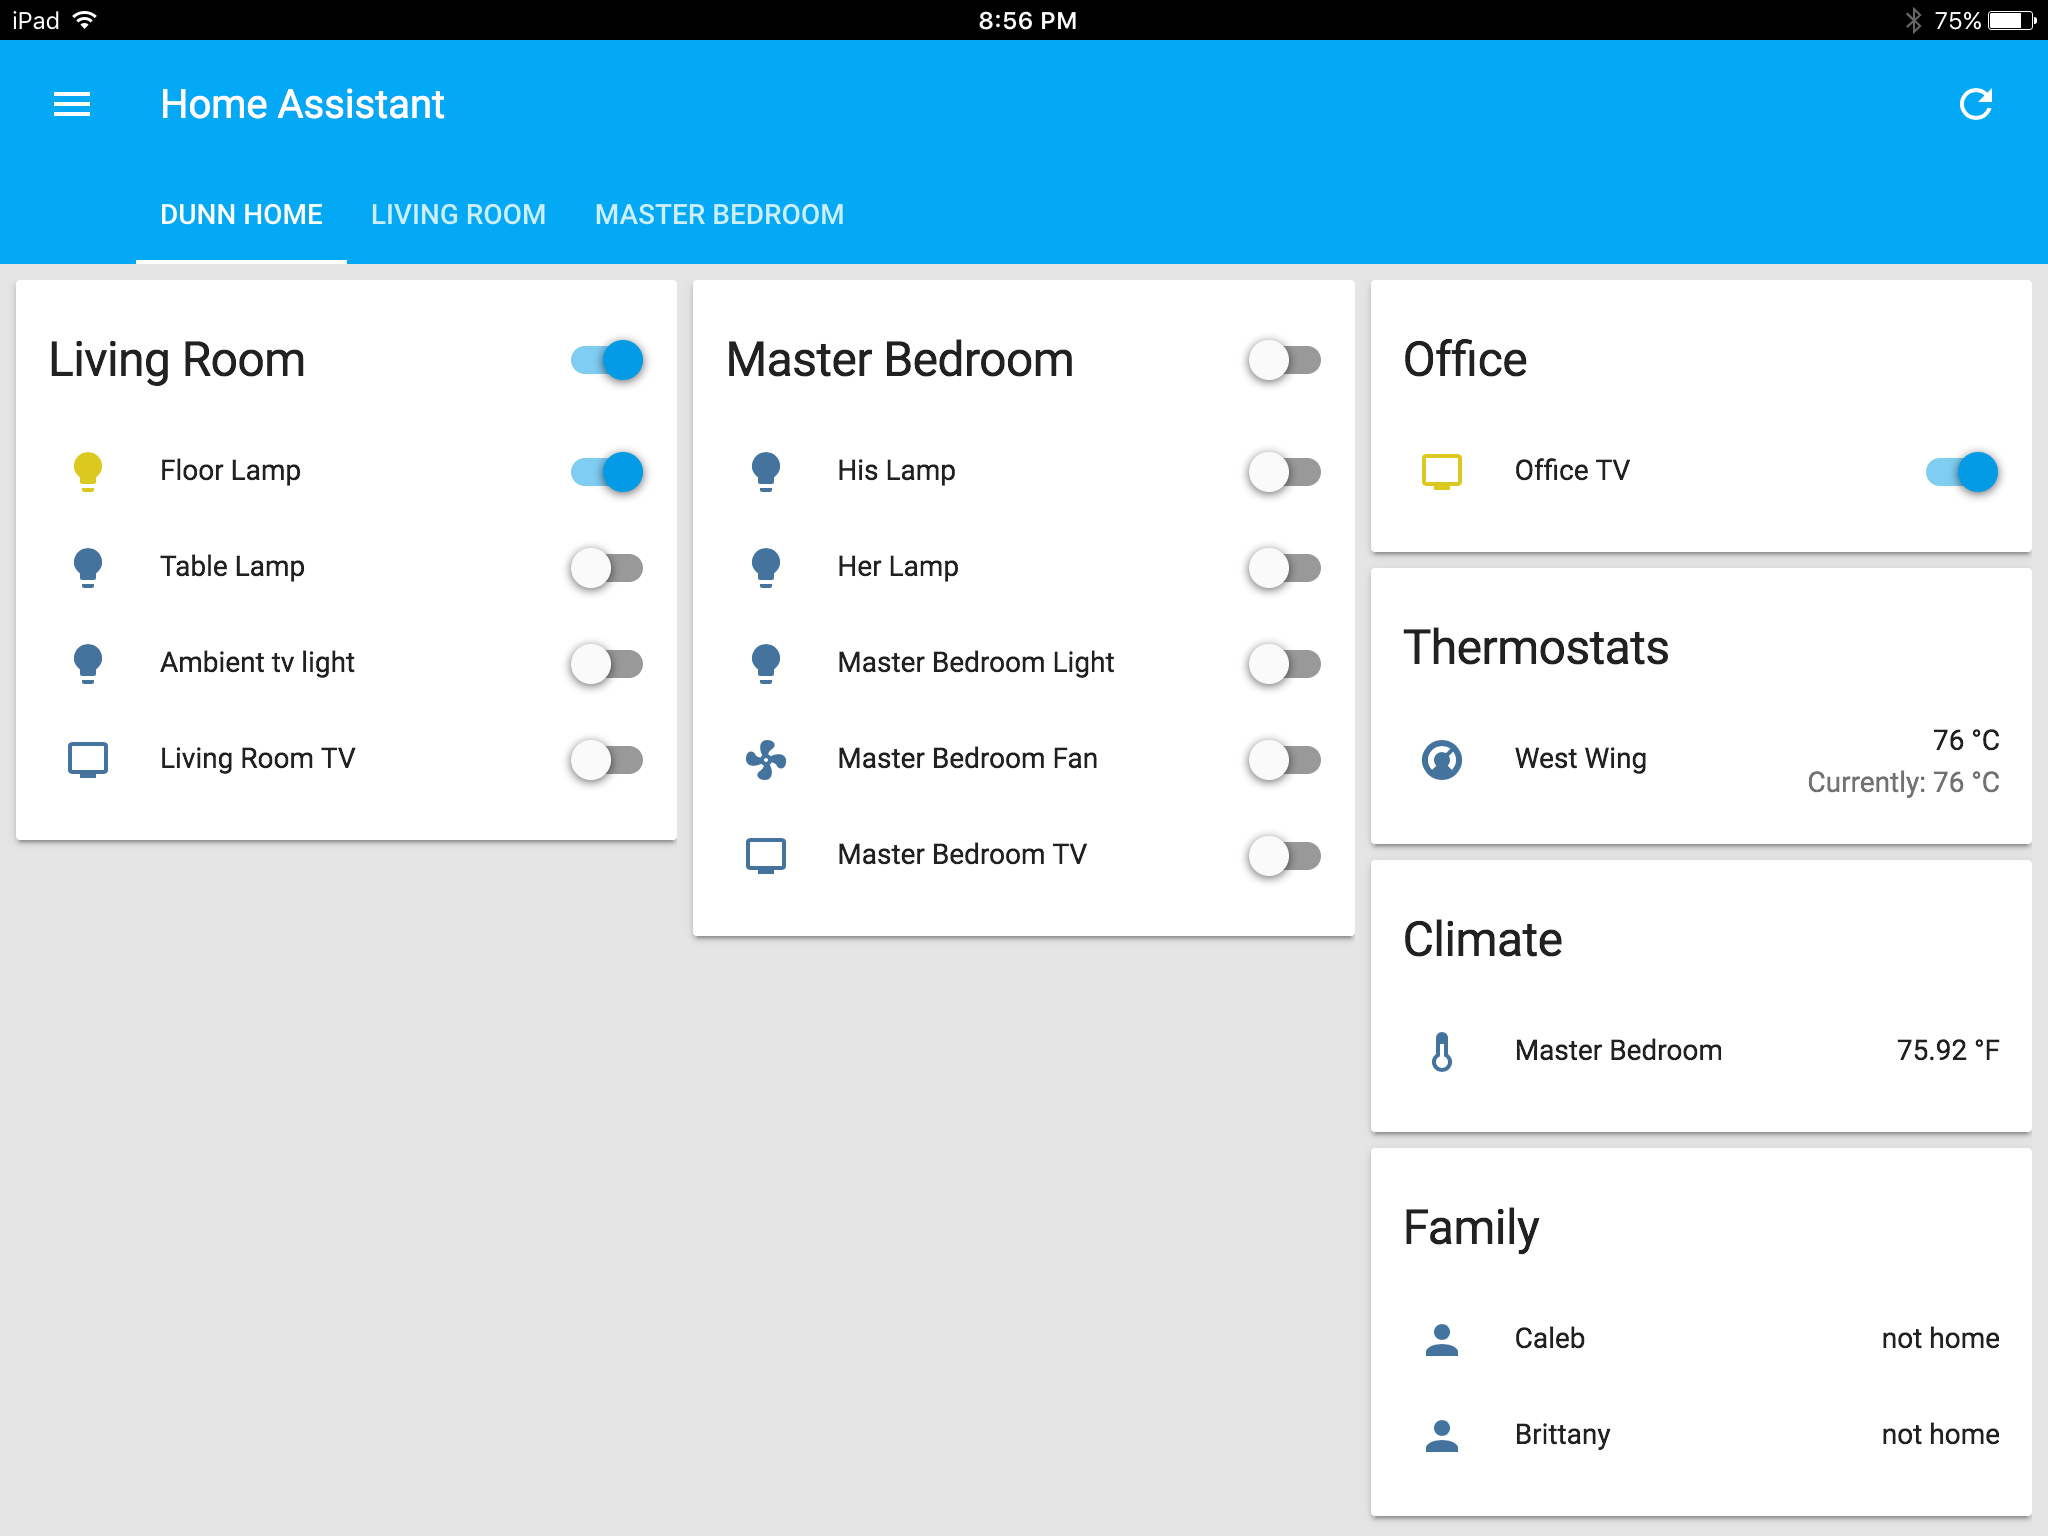 iPad 8:56 PM 75%
Home Assistant
DUNN HOME LIVING ROOM MASTER BEDROOM
Living Room
Floor Lamp
Table Lamp
Ambient tv light
Living Room TV
Master Bedroom
His Lamp
Her Lamp
Master Bedroom Light
Master Bedroom Fan
Master Bedroom TV
Office
Office TV
Thermostats
West Wing 76 °C
Currently: 76 °C
Climate
Master Bedroom 75.92 °F
Family
Caleb not home
Brittany not home